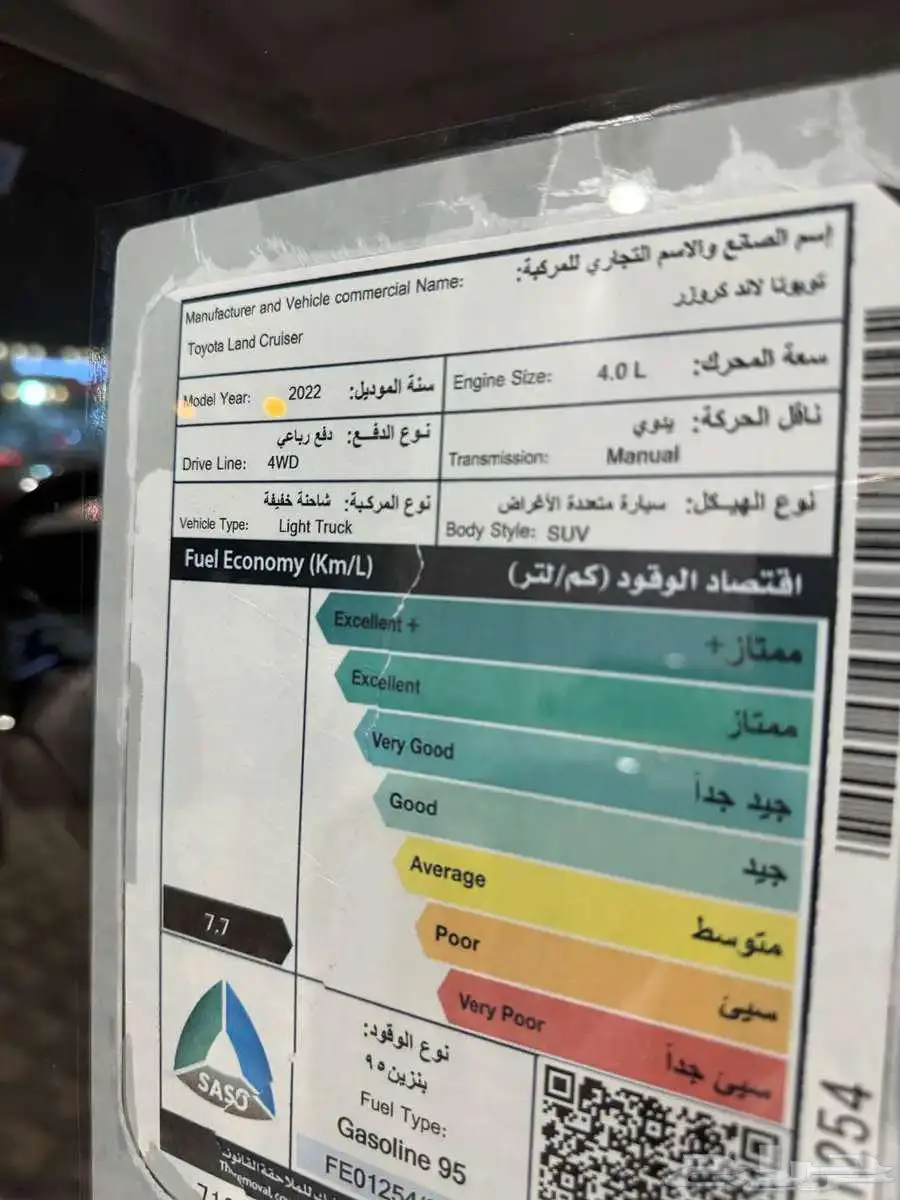 إسم الصانع والاسم التجاري للمركبة:
Manufacturer and Vehicle commercial Name:
تويوتا لاند كروزر
Toyota Land Cruiser
Model Year: 2022 سنة الموديل:
Engine Size: 4.0 L سعة المحرك:
نوع الدفع: دفع رباعي
Drive Line: 4WD
ناقل الحركة: يدوي
Transmission: Manual
نوع المركبة: شاحنة خفيفة
Vehicle Type: Light Truck
نوع الهيكل: سيارة متعددة الأغراض
Body Style: SUV
Fuel Economy (Km/L) اقتصاد الوقود (كم/لتر)
Excellent + ممتاز +
Excellent ممتاز
Very Good جيد جداً
Good جيد
Average متوسط
Poor سيئ
Very Poor سيئ جداً
7.7
SASO
نوع الوقود:
بنزين ٩٥
Fuel Type:
Gasoline 95
254